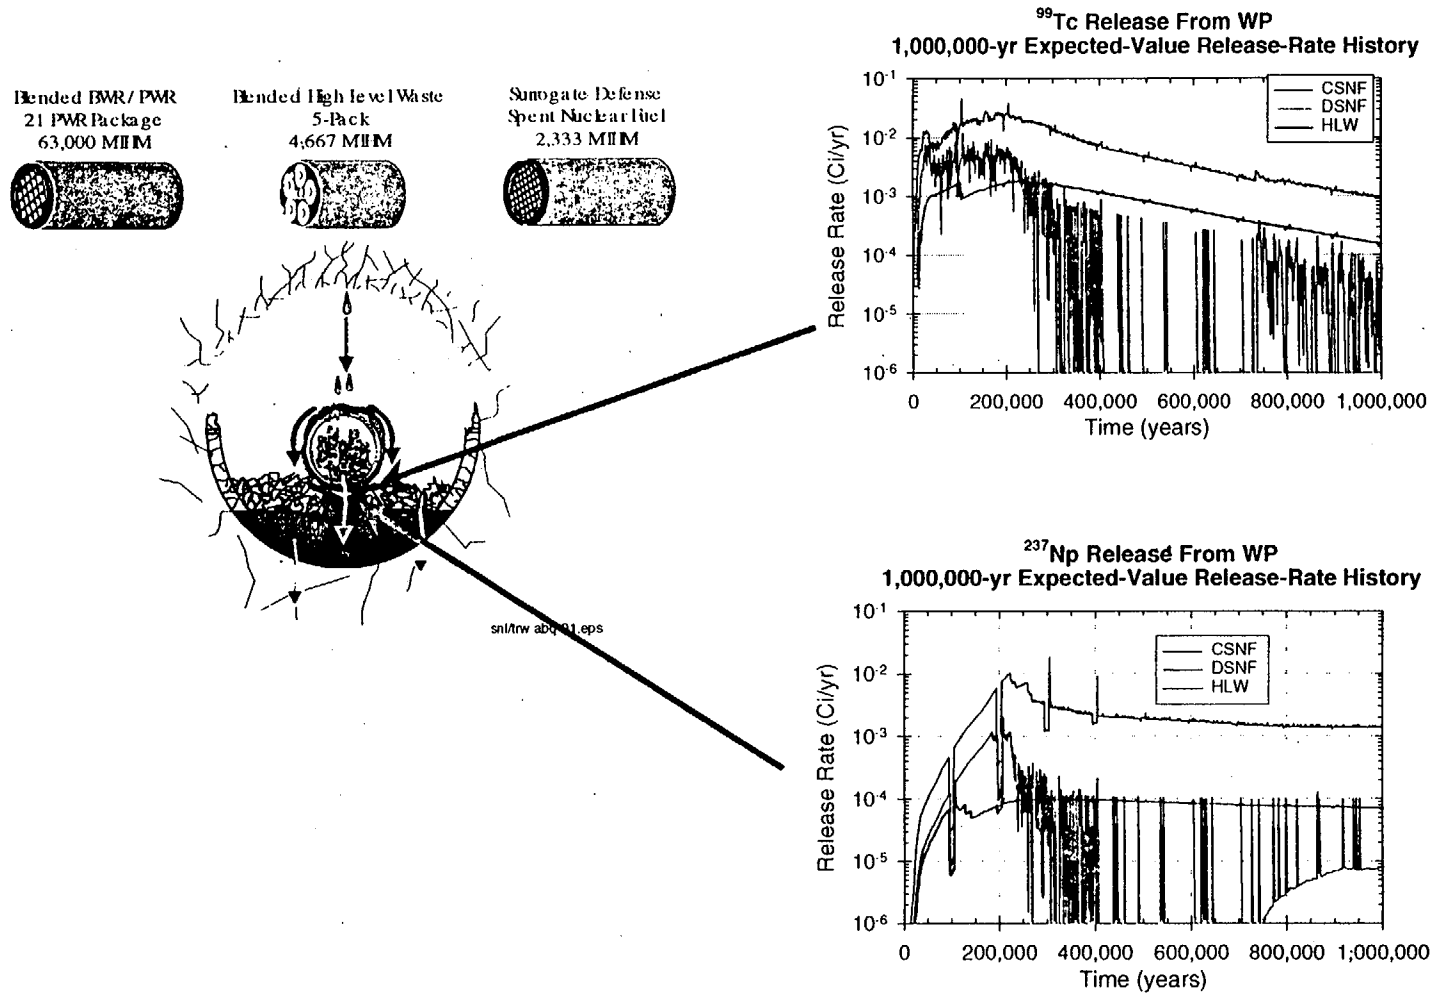 Blended BWR/ PWR
21 PWR Package
63,000 MTHM
Blended High level Waste
5-Pack
4,667 MTHM
Surrogate Defense
Spent Nuclear Fuel
2,333 MTHM
snl/trw abq 01.eps
99Tc Release From WP
1,000,000-yr Expected-Value Release-Rate History
Release Rate (Ci/yr)
10-1
10-2
10-3
10-4
10-5
10-6
CSNF
DSNF
HLW
0 200,000 400,000 600,000 800,000 1,000,000
Time (years)
237Np Release From WP
1,000,000-yr Expected-Value Release-Rate History
Release Rate (Ci/yr)
10-1
10-2
10-3
10-4
10-5
10-6
CSNF
DSNF
HLW
0 200,000 400,000 600,000 800,000 1,000,000
Time (years)